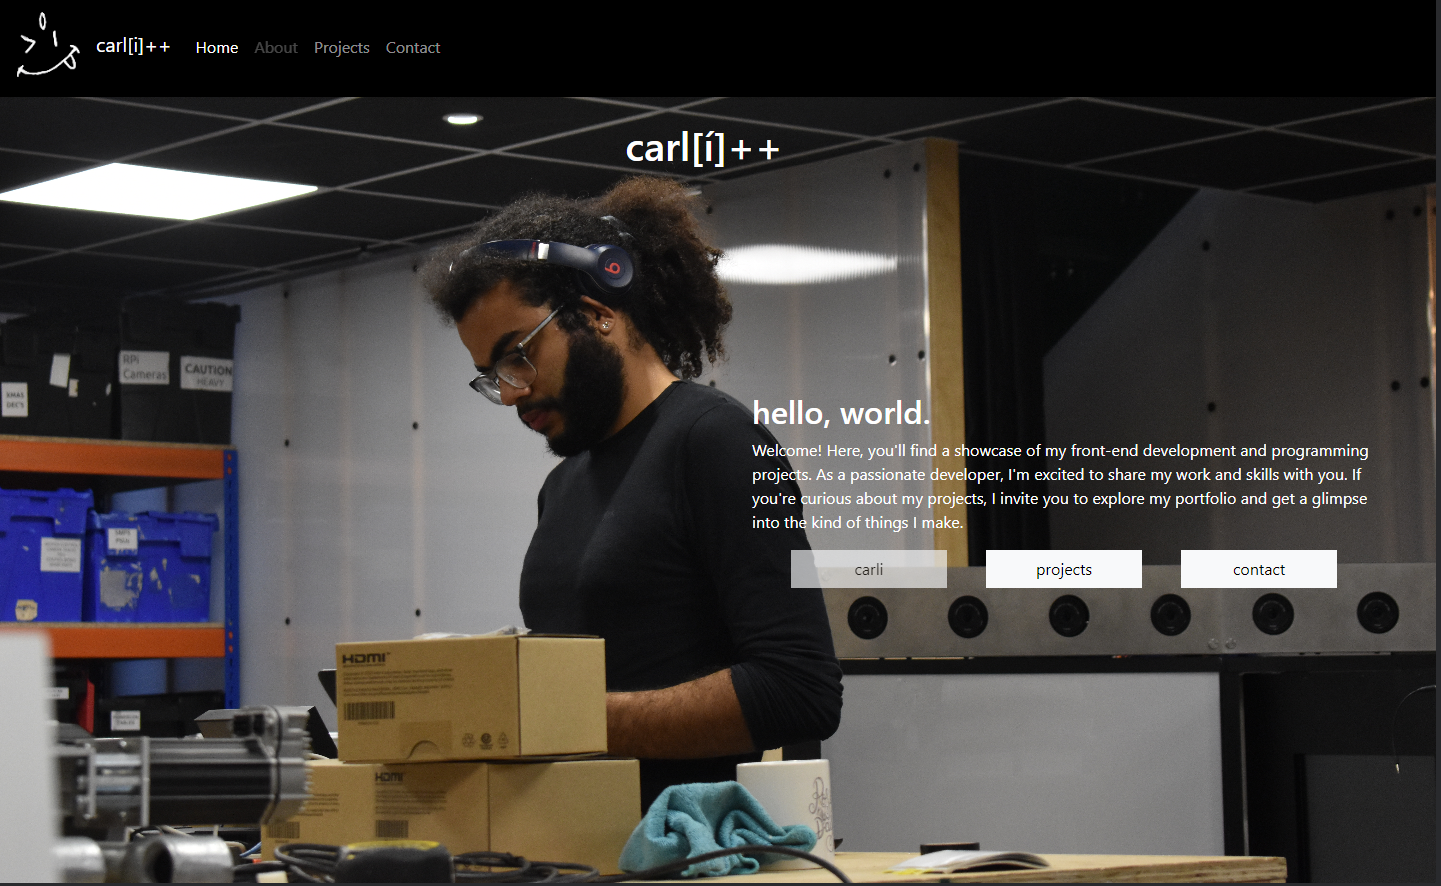 carl[i]++ Home About Projects Contact
carl[í]++
RPi
Cameras
CAUTION
HEAVY
XMAS
DEC'S
hello, world.
Welcome! Here, you'll find a showcase of my front-end development and programming
projects. As a passionate developer, I'm excited to share my work and skills with you. If
you're curious about my projects, I invite you to explore my portfolio and get a glimpse
into the kind of things I make.
carli projects contact
HDMI
HDMI